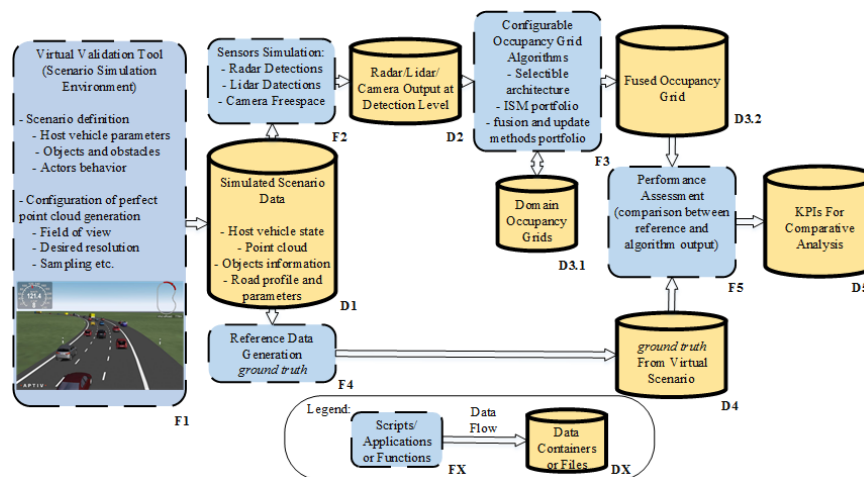 Virtual Validation Tool
(Scenario Simulation
Environment)
- Scenario definition
- Host vehicle parameters
- Objects and obstacles
- Actors behavior
- Configuration of perfect
point cloud generation
- Field of view
- Desired resolution
- Sampling etc.
121.4
APTIV
F1
Sensors Simulation:
- Radar Detections
- Lidar Datections
- Camera Freespace
F2
Simulated Scenario
Data
- Host vehicle state
- Point cloud
- Objects information
- Road profile and
parameters
D1
Reference Data
Generation
ground truth
F4
Radar/Lidar/
Camera Output at
Detection Level
D2
Configurable
Occupancy Grid
Algorithms
- Selectible
architecture
- ISM portfolio
- fusion and update
methods portfolio
F3
Domain
Occupancy
Grids
D3.1
Fused Occupancy
Grid
D3.2
Performance
Assessment
(comparison between
reference and
algorithm output)
F5
KPIs For
Comparative
Analysis
D5
ground truth
From Virtual
Scenario
D4
Legend:
Scripts/
Applications
or Functions
FX
Data
Flow
Data
Containers
or Files
DX